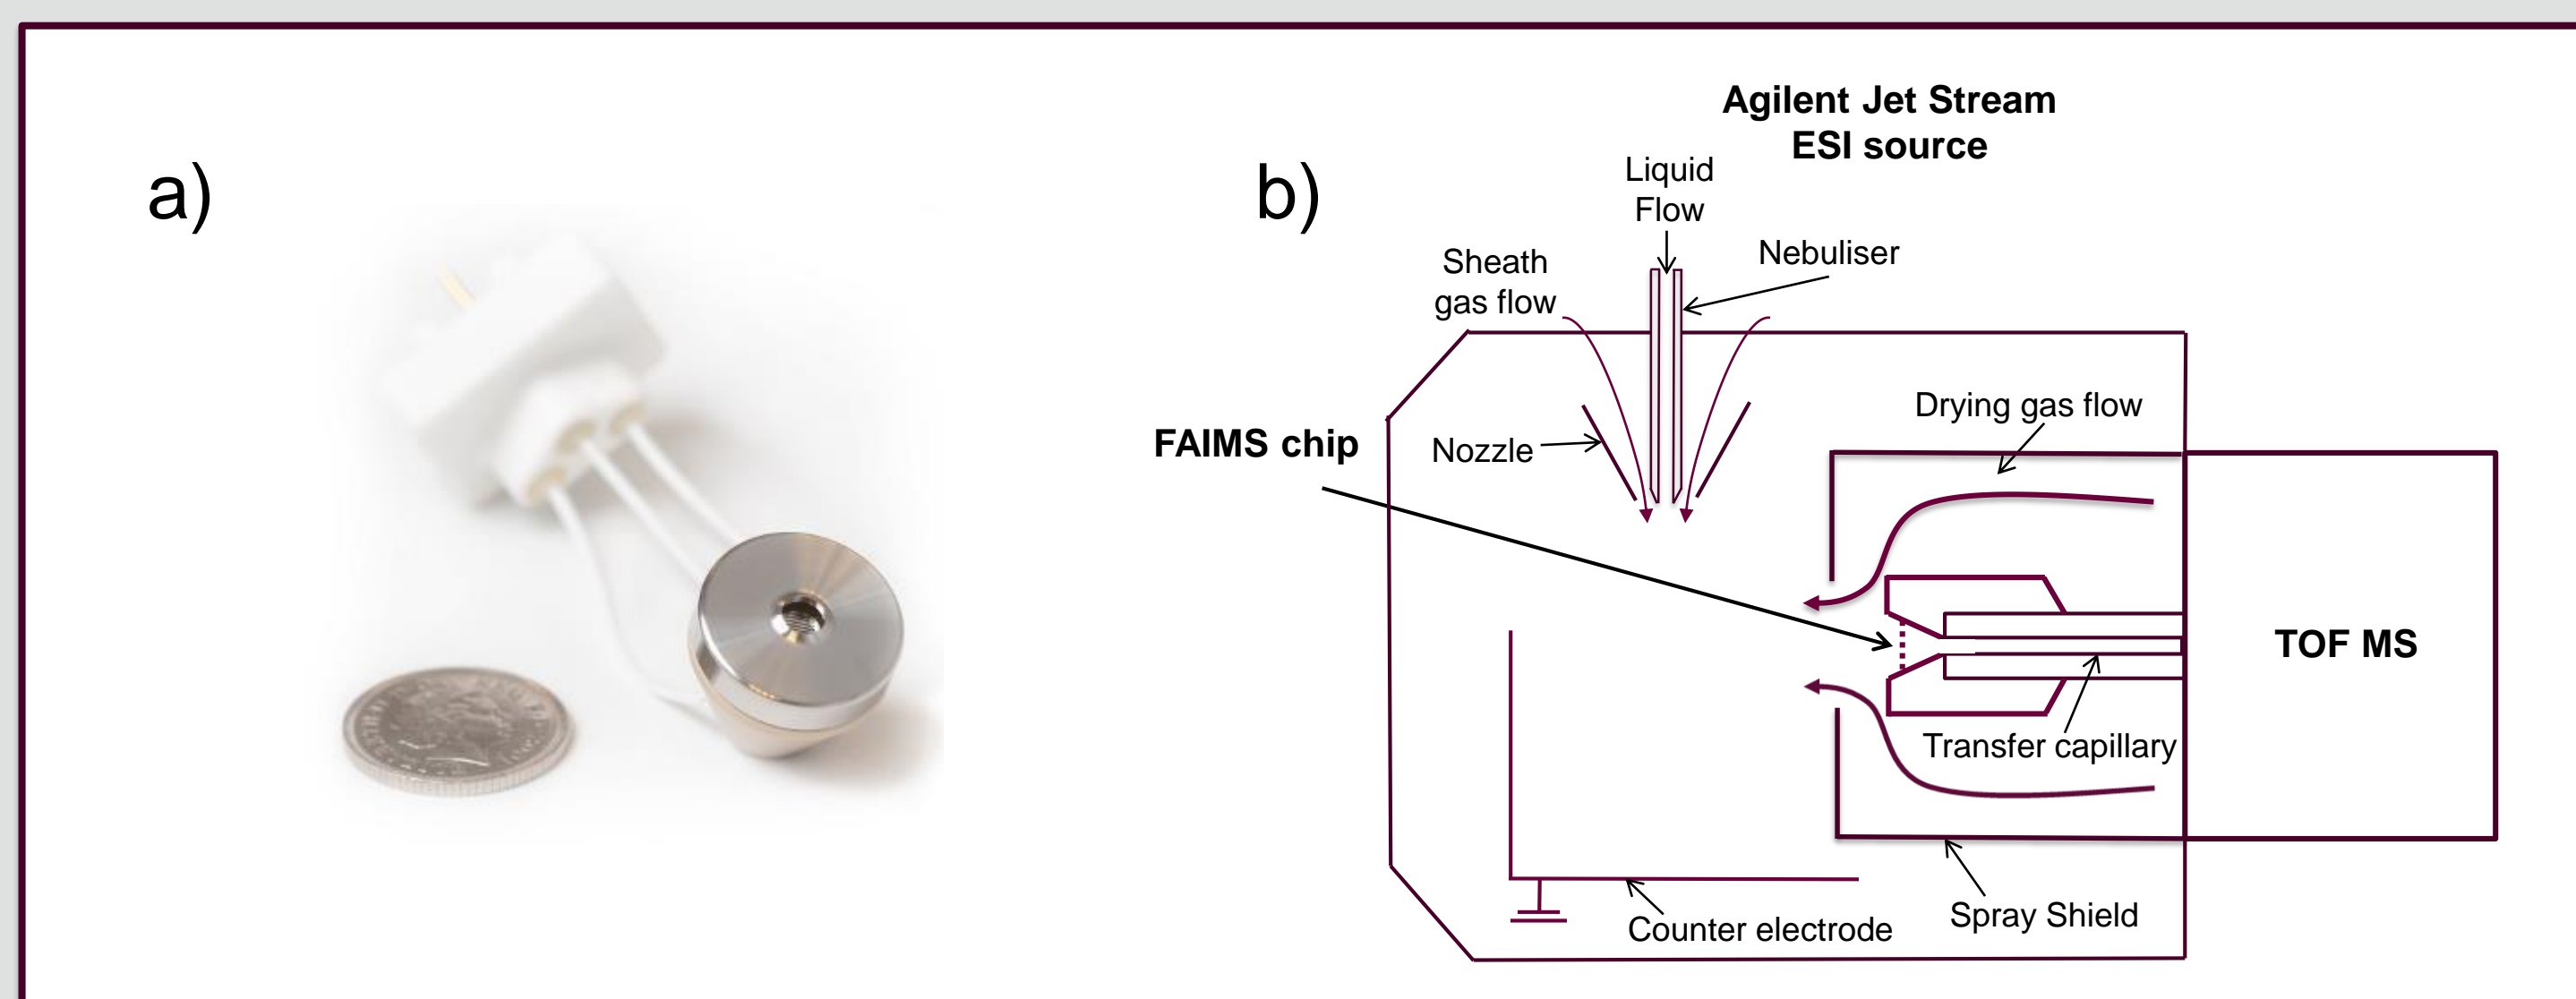 a)
b)
Agilent Jet Stream
ESI source
Liquid
Flow
Nebuliser
Sheath
gas flow
Drying gas flow
FAIMS chip
Nozzle
TOF MS
Transfer capillary
Spray Shield
Counter electrode